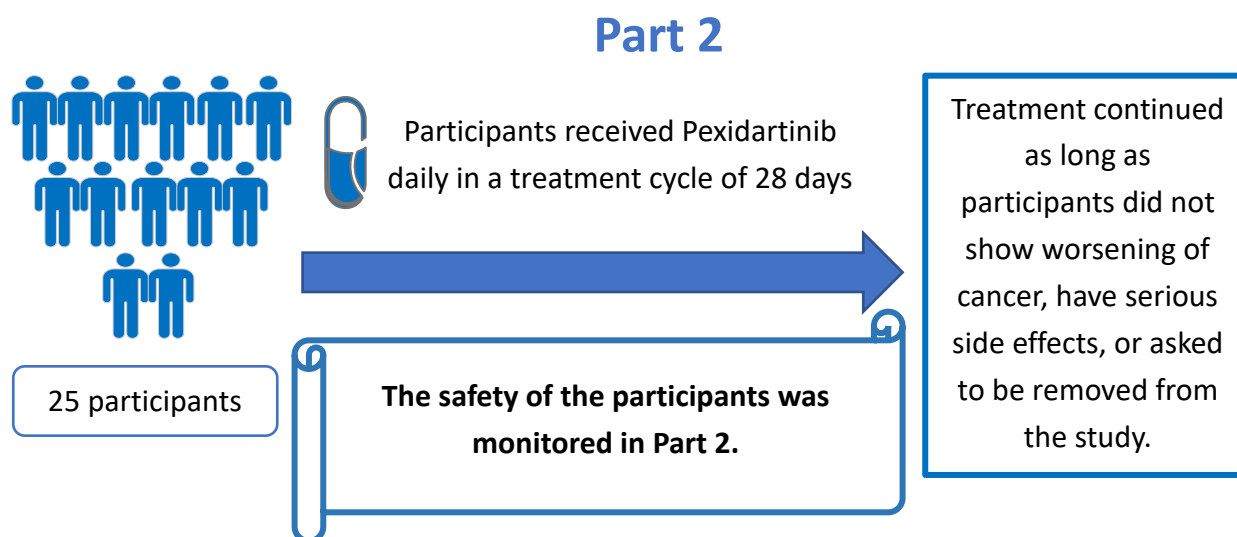 Part 2
Participants received Pexidartinib
daily in a treatment cycle of 28 days
25 participants
The safety of the participants was
monitored in Part 2.
Treatment continued
as long as
participants did not
show worsening of
cancer, have serious
side effects, or asked
to be removed from
the study.